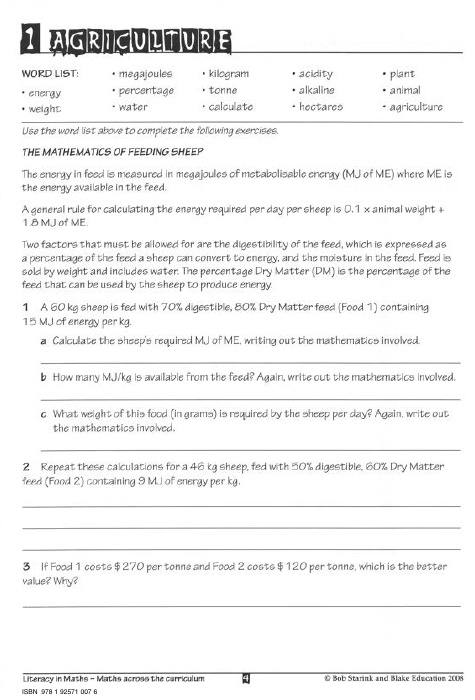 1 AGRICULTURE
WORD LIST: • megajoules • kilogram • acidity • plant
• energy • percentage • tonne • alkaline • animal
• weight • water • calculate • hectares • agriculture
Use the word list above to complete the following exercises.
THE MATHEMATICS OF FEEDING SHEEP
The energy in feed is measured in megajoules of metabolisable energy (MJ of ME) where ME is
the energy available in the feed.
A general rule for calculating the energy required per day per sheep is 0.1 x animal weight +
1.8 MJ of ME.
Two factors that must be allowed for are the digestibility of the feed, which is expressed as
a percentage of the feed a sheep can convert to energy, and the moisture in the feed. Feed is
sold by weight and includes water. The percentage Dry Matter (DM) is the percentage of the
feed that can be used by the sheep to produce energy.
1 A 60 kg sheep is fed with 70% digestible, 80% Dry Matter feed (Food 1) containing
15 MJ of energy per kg.
a Calculate the sheep's required MJ of ME, writing out the mathematics involved.
b How many MJ/kg is available from the feed? Again, write out the mathematics involved.
c What weight of this food (in grams) is required by the sheep per day? Again, write out
the mathematics involved.
2 Repeat these calculations for a 46 kg sheep, fed with 50% digestible, 60% Dry Matter
feed (Food 2) containing 9 MJ of energy per kg.
3 If Food 1 costs $270 per tonne and Food 2 costs $120 per tonne, which is the better
value? Why?
Literacy in Maths – Maths across the curriculum 4 © Bob Starink and Blake Education 2008
ISBN 978 1 92571 007 6